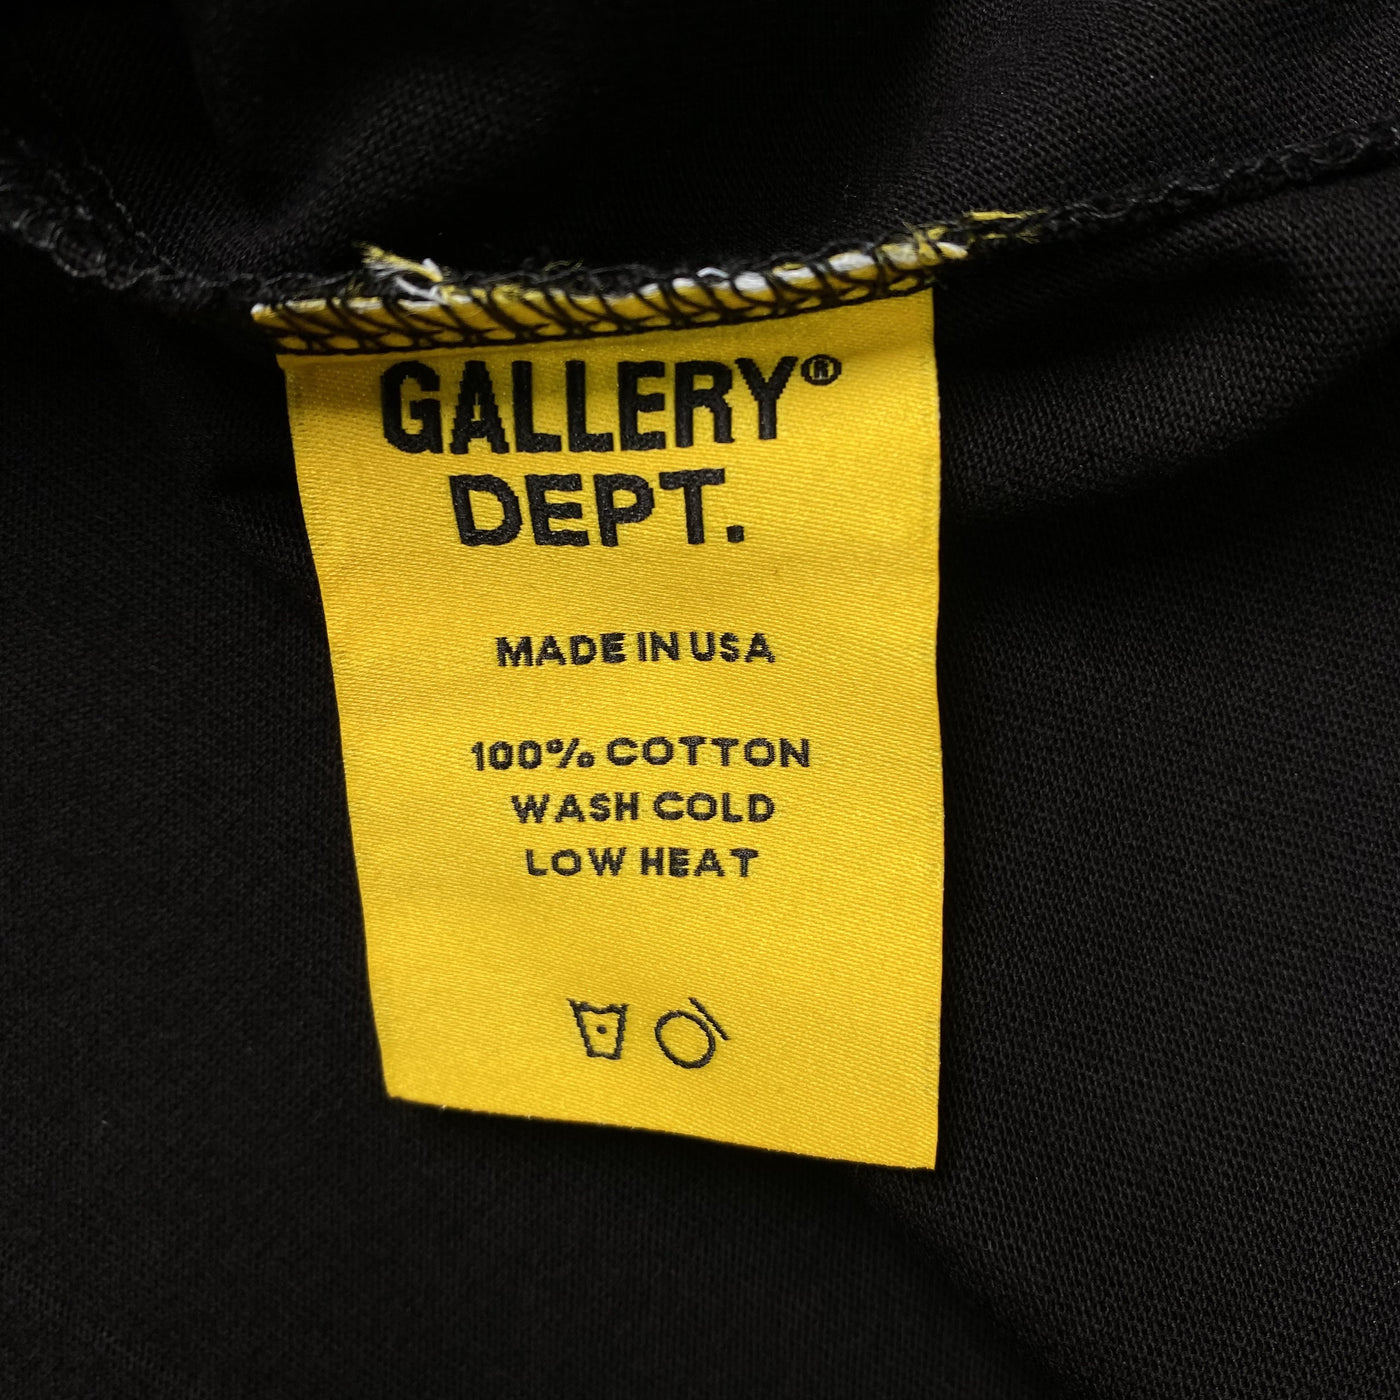 GALLERY®
DEPT.
MADE IN USA
100% COTTON
WASH COLD
LOW HEAT